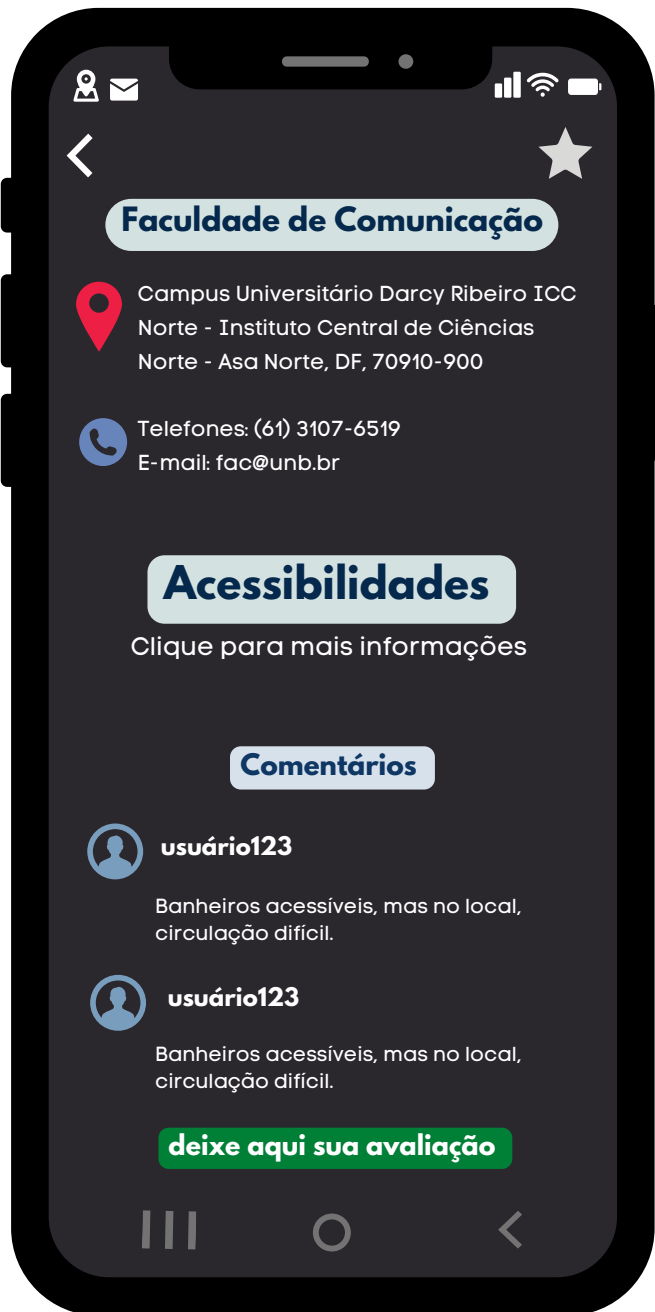 Faculdade de Comunicação
Campus Universitário Darcy Ribeiro ICC
Norte - Instituto Central de Ciências
Norte - Asa Norte, DF, 70910-900
Telefones: (61) 3107-6519
E-mail: fac@unb.br
Acessibilidades
Clique para mais informações
Comentários
usuário123
Banheiros acessíveis, mas no local,
circulação difícil.
usuário123
Banheiros acessíveis, mas no local,
circulação difícil.
deixe aqui sua avaliação